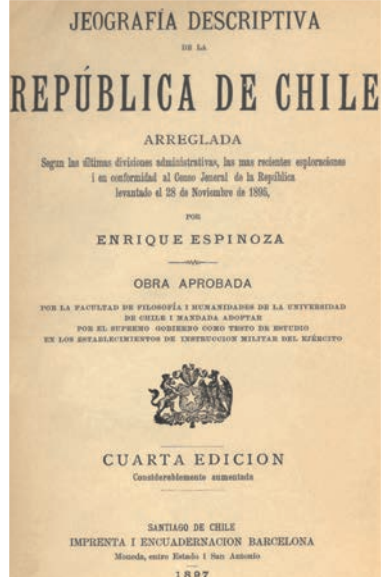 JEOGRAFÍA DESCRIPTIVA
DE LA
REPÚBLICA DE CHILE
ARREGLADA
Segun las últimas divisiones administrativas, las mas recientes esploraciones
i en conformidad al Censo Jeneral de la República
levantado el 28 de Noviembre de 1895,
POR
ENRIQUE ESPINOZA
OBRA APROBADA
POR LA FACULTAD DE FILOSOFÍA I HUMANIDADES DE LA UNIVERSIDAD
DE CHILE I MANDADA ADOPTAR
POR EL SUPREMO GOBIERNO COMO TESTO DE ESTUDIO
EN LOS ESTABLECIMIENTOS DE INSTRUCCION MILITAR DEL EJÉRCITO
CUARTA EDICION
Considerablemente aumentada
SANTIAGO DE CHILE
IMPRENTA I ENCUADERNACION BARCELONA
Moneda, entre Estado i San Antonio
1897